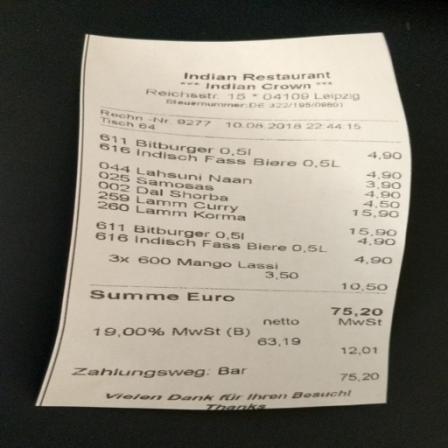 Indian Restaurant
*** Indian Crown ***
Reichsstr. 15 * 04109 Leipzig
Rechn.-Nr. 9277 10.08.2018 22:44:15
Tisch 64
611 Bitburger 0,5l 4,90
616 Indisch Fass Biere 0,5L 4,90
044 Lahsuni Naan 3,90
025 Samosas 4,90
002 Dal Shorba 4,50
259 Lamm Curry 15,90
260 Lamm Korma 15,90
611 Bitburger 0,5l 4,90
616 Indisch Fass Biere 0,5L 4,90
3x 600 Mango Lassi
3,50 10,50
Summe Euro 75,20
netto MwSt
19,00% MwSt (B) 63,19 12,01
Zahlungsweg: Bar 75,20
Vielen Dank für Ihren Besuch!
Thanks